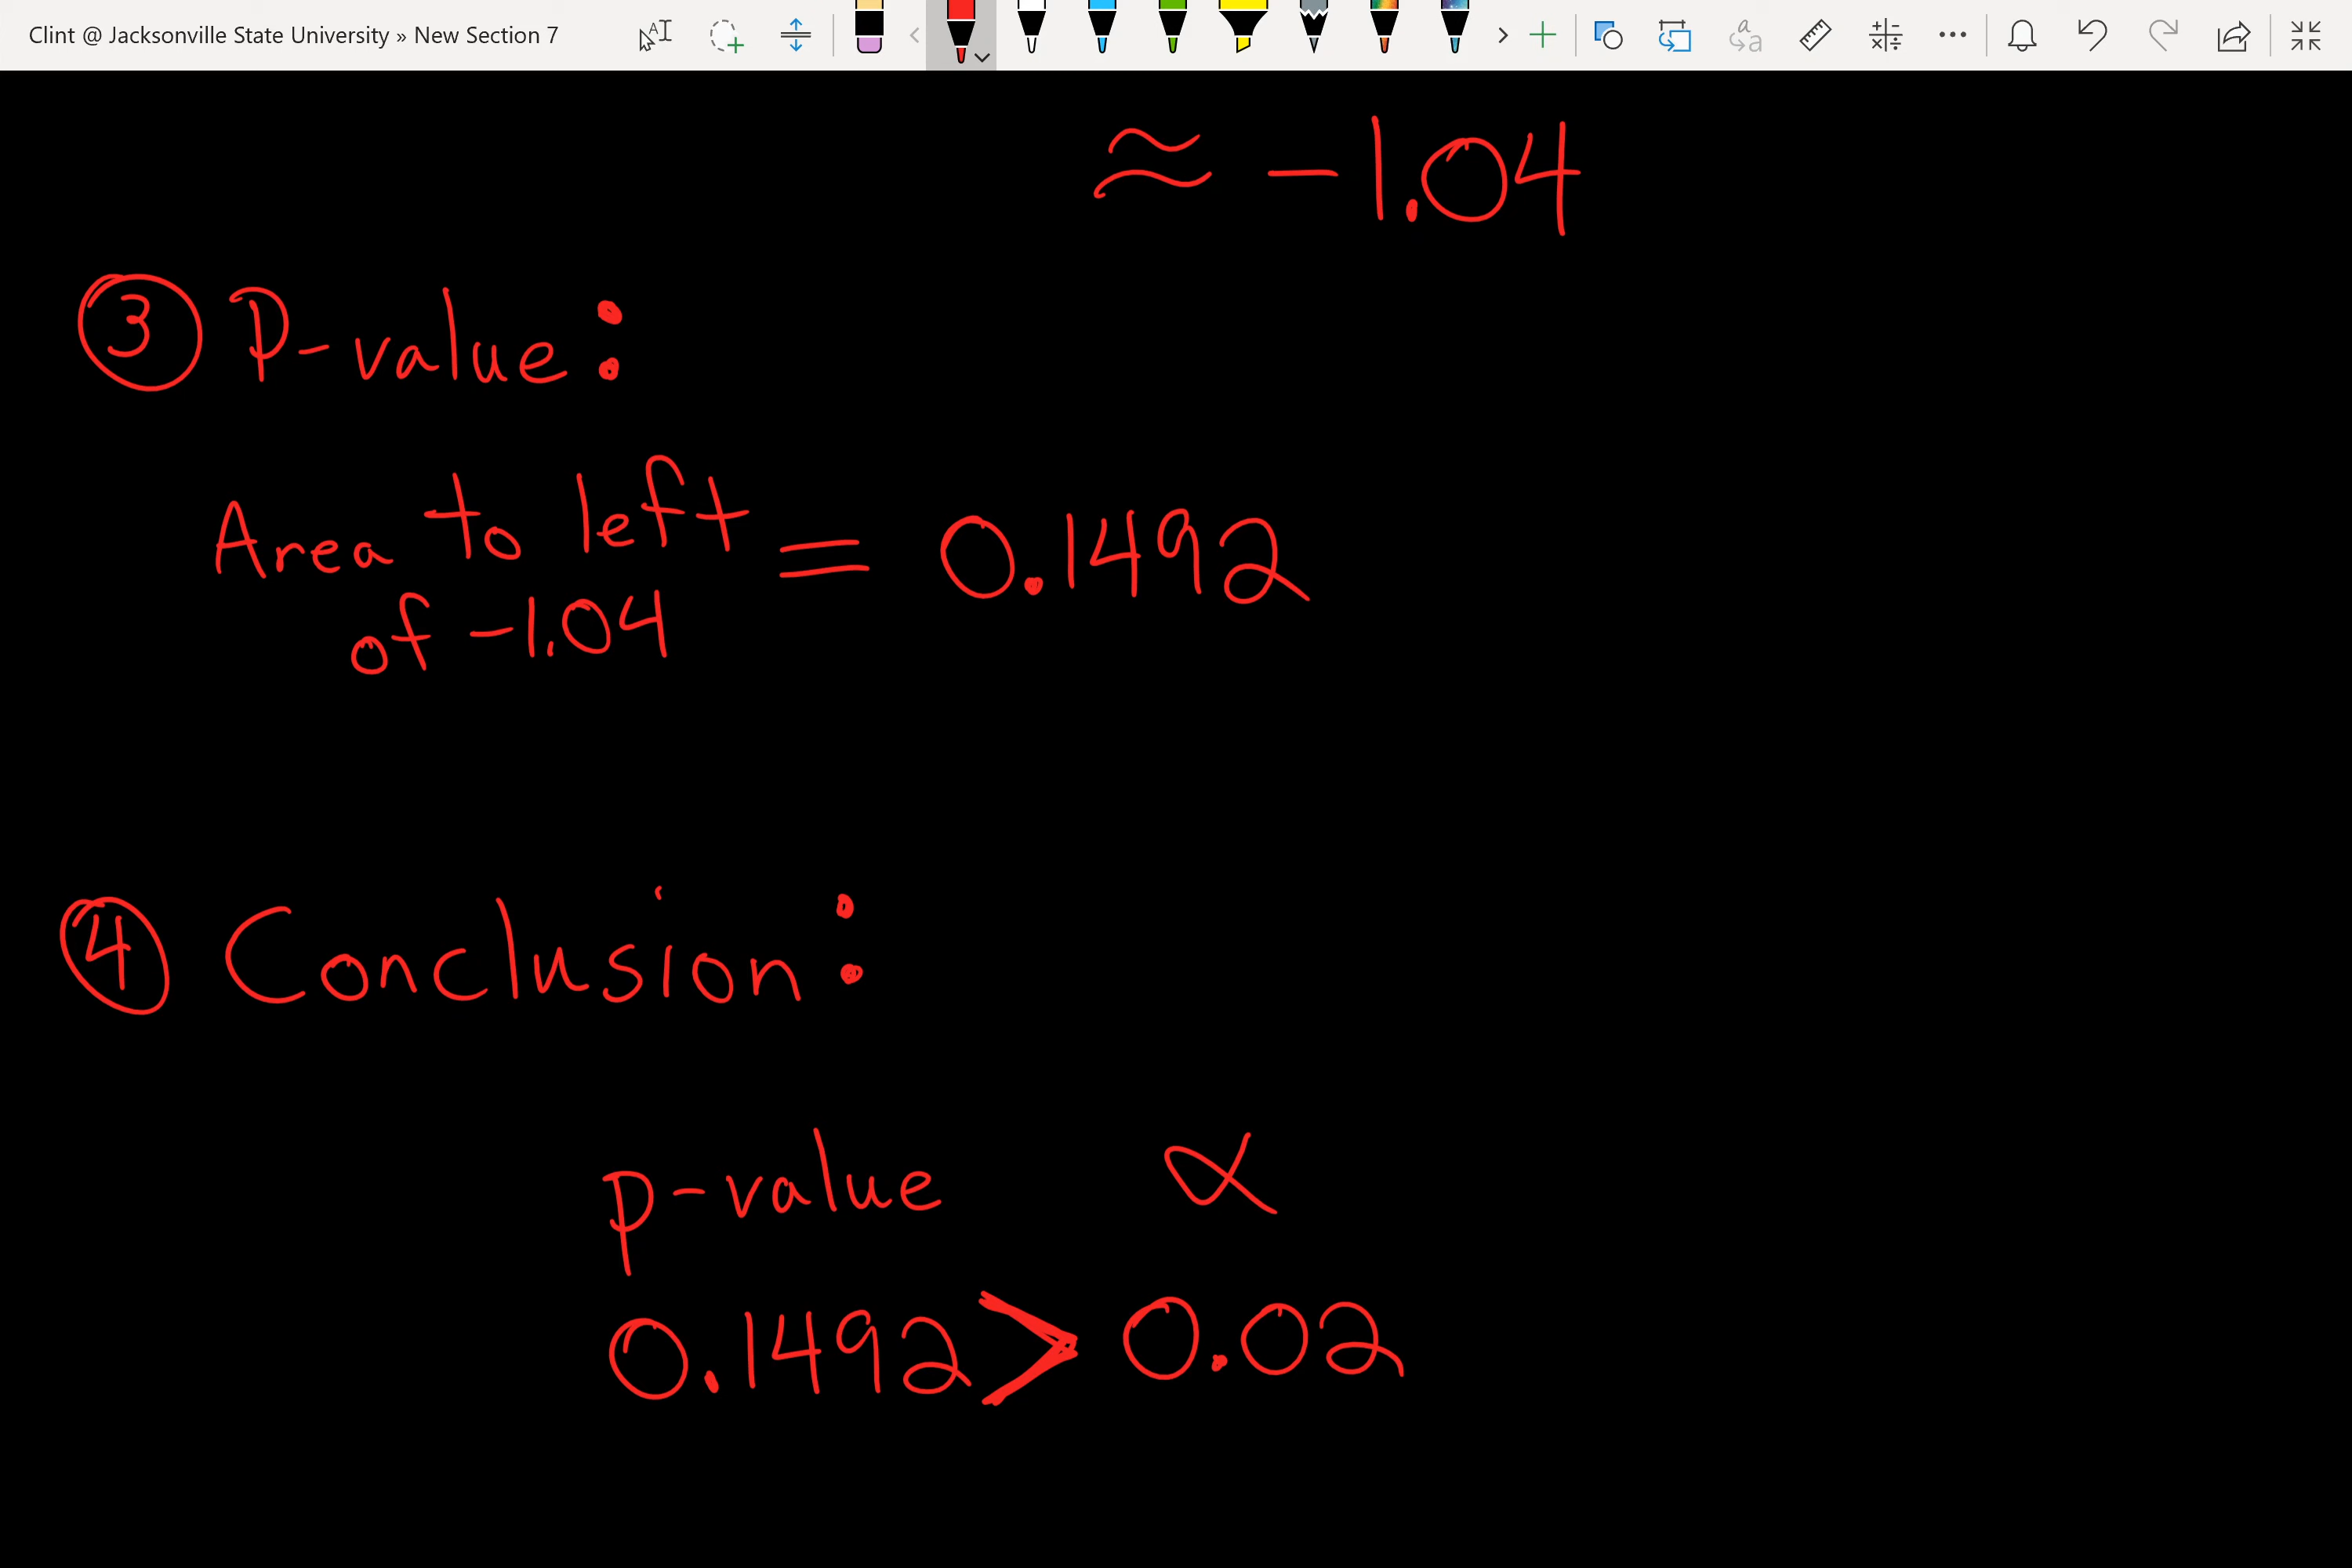 Clint @ Jacksonville State University » New Section 7
≈ -1.04
③ P-value:
Area to left = 0.1492
of -1.04
④ Conclusion:
p-value α
0.1492 > 0.02